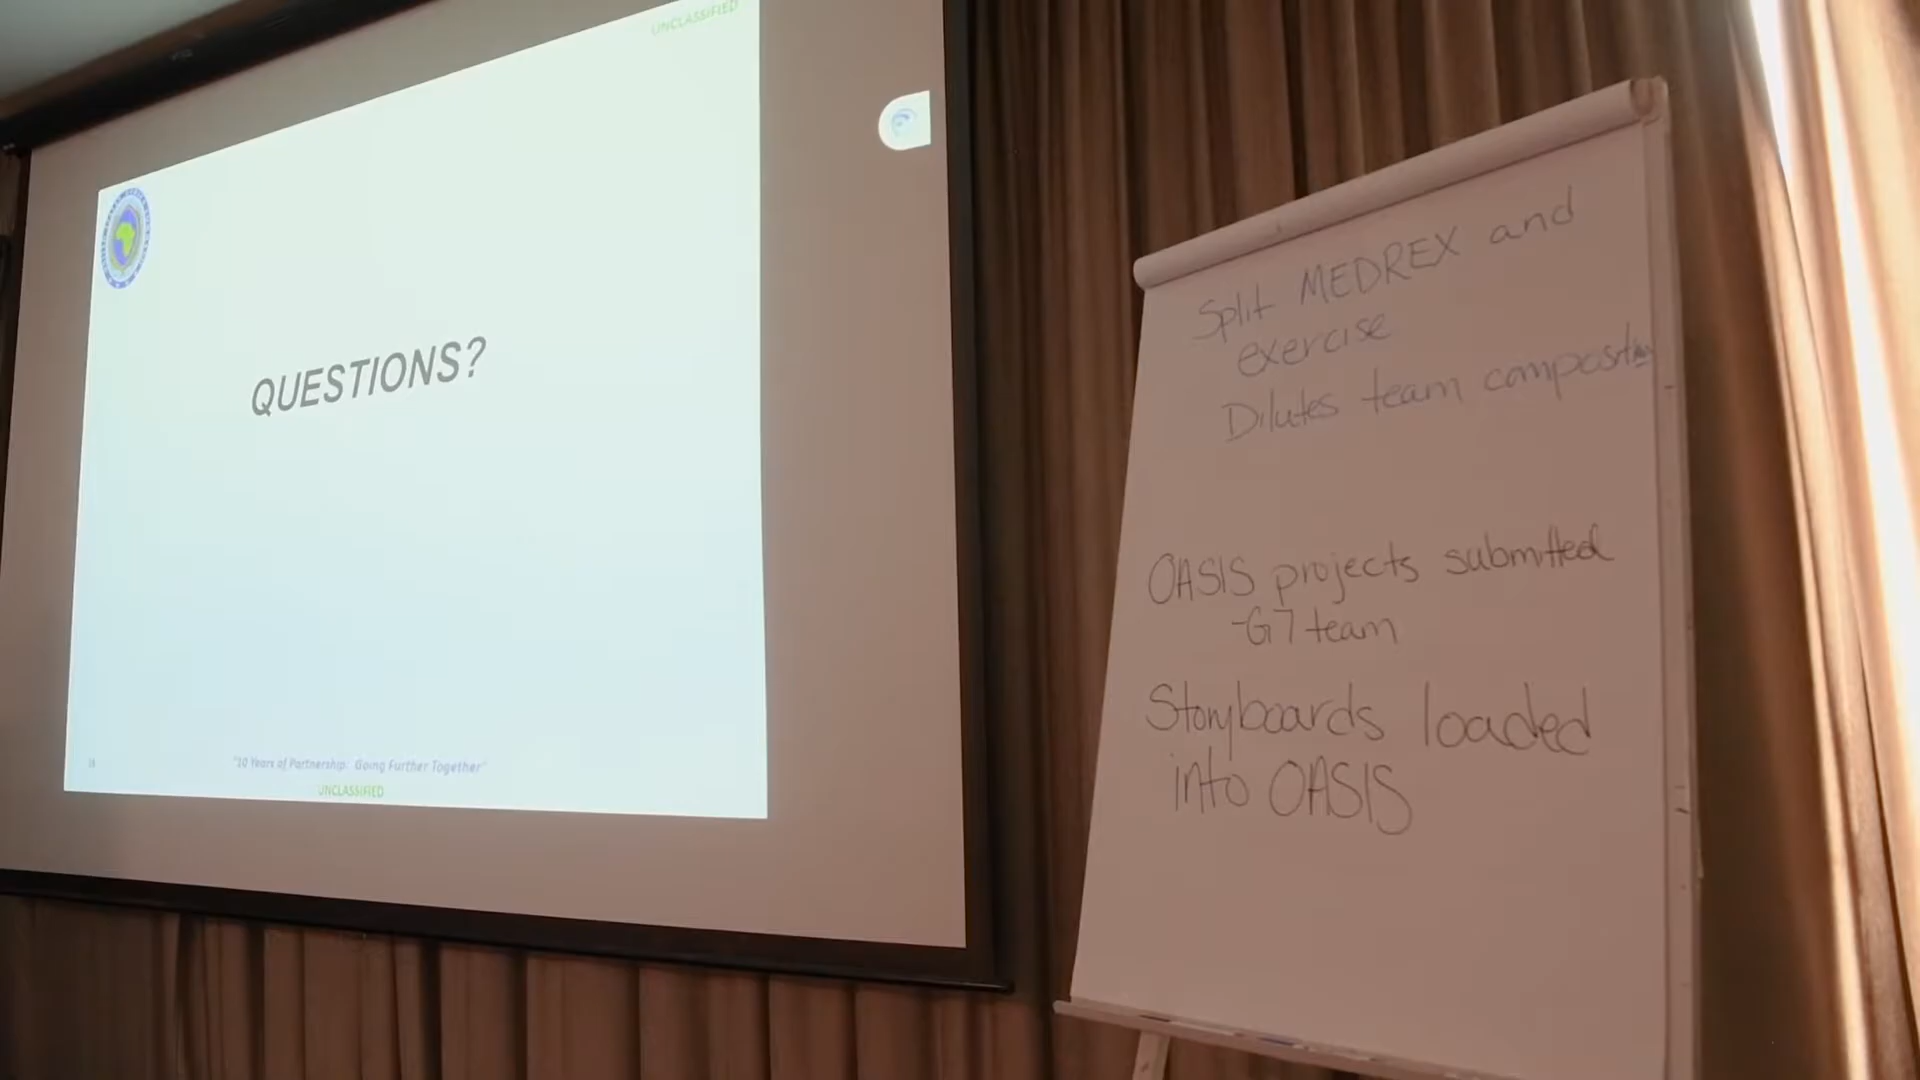 UNCLASSIFIED
QUESTIONS?
"10 Years of Partnership: Going Further Together"
UNCLASSIFIED
Split MEDREX and
exercise
Dilutes team composition
OASIS projects submitted
-G7 team
Storyboards loaded
into OASIS